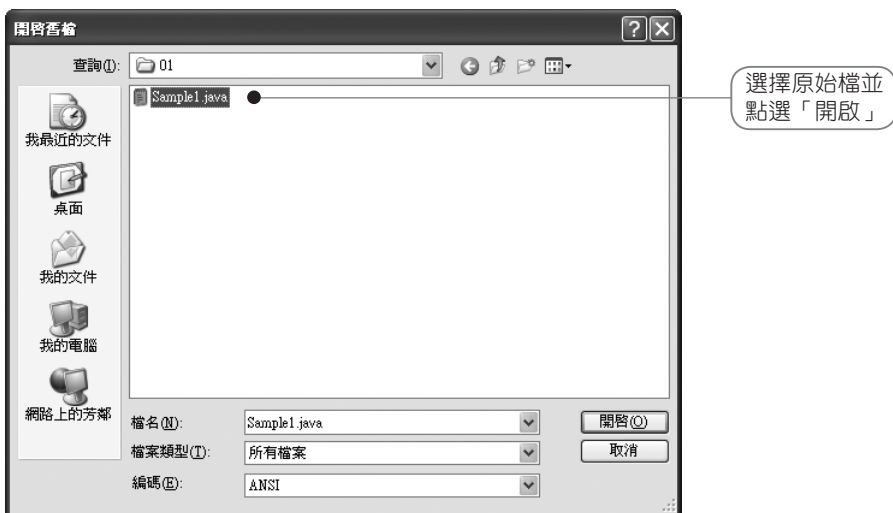 開啓舊檔
查詢(I): 01
Sample1.java
選擇原始檔並
點選「開啟」
我最近的文件
桌面
我的文件
我的電腦
網路上的芳鄰
檔名(N): Sample1.java 開啓(O)
檔案類型(T): 所有檔案 取消
編碼(E): ANSI